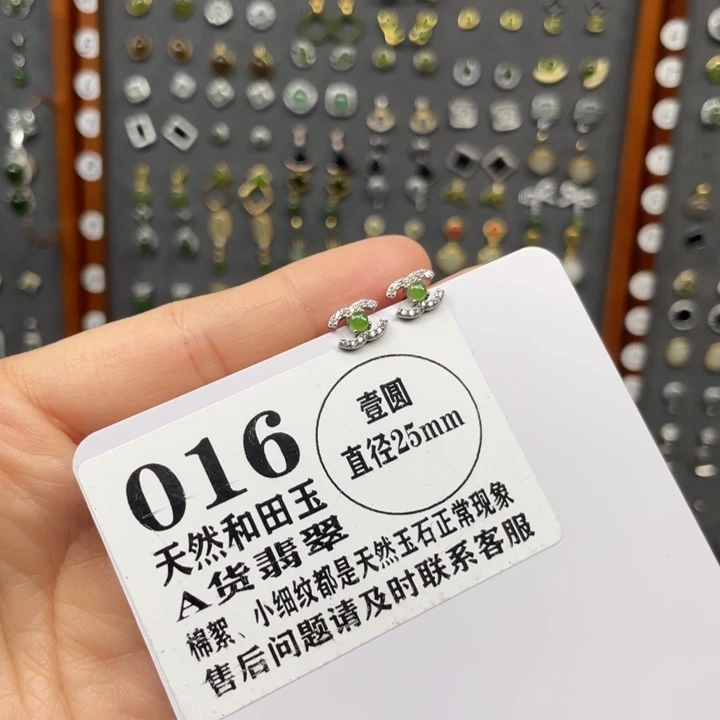 016
壹圆
直径25mm
天然和田玉
A货翡翠
棉絮、小细纹都是天然玉石正常现象
售后问题请及时联系客服